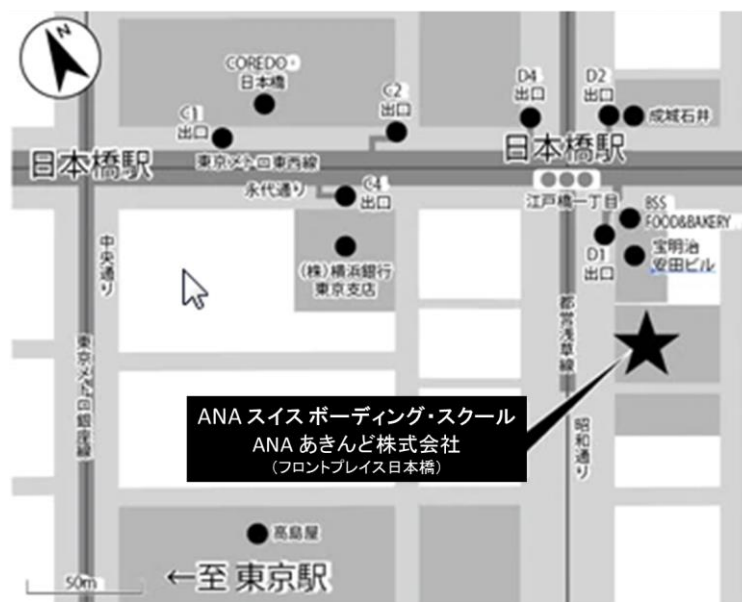 N
COREDO
日本橋
C1
出口
C2
出口
D4
出口
D2
出口
成城石井
日本橋駅
東京メトロ東西線
日本橋駅
永代通り
C4
出口
江戸橋一丁目
BSS
FOOD&BAKERY
D1
出口
宝明治
安田ビル
(株)横浜銀行
東京支店
中央通り
都営浅草線
東京メトロ銀座線
ANA スイス ボーディング・スクール
ANA あきんど株式会社
(フロントプレイス日本橋)
昭和通り
高島屋
←至 東京駅
50m